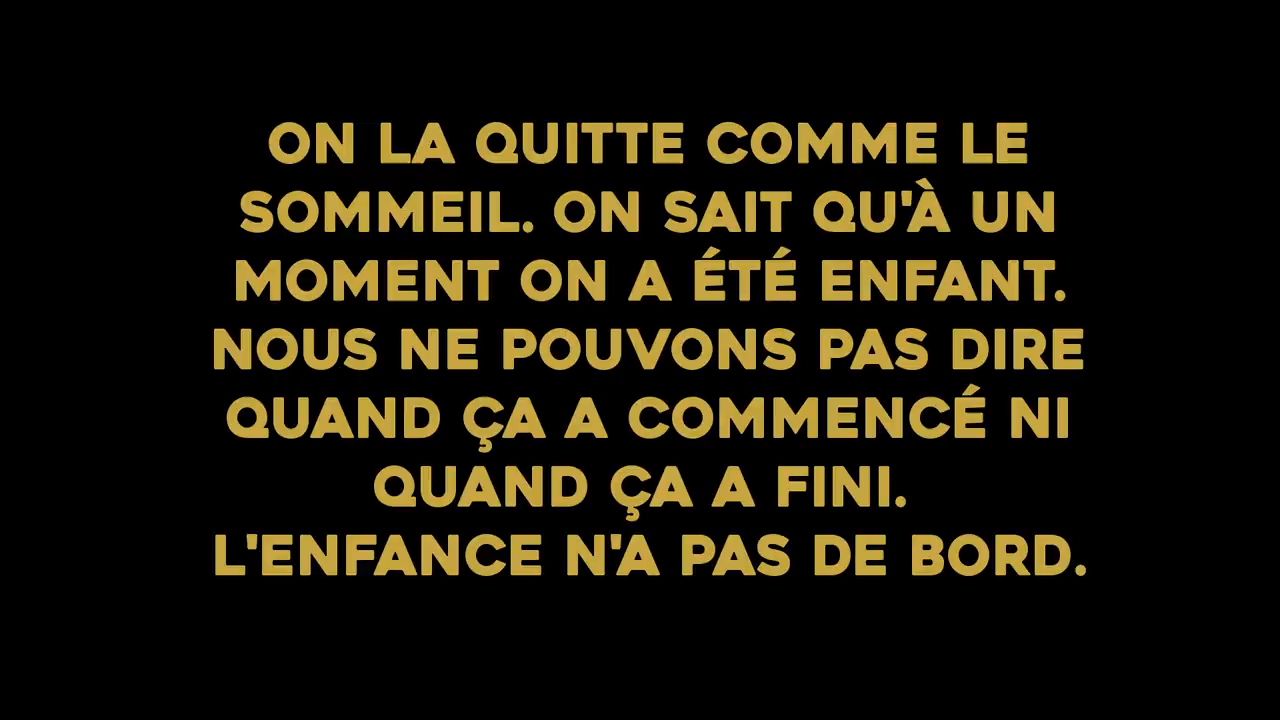 ON LA QUITTE COMME LE
SOMMEIL. ON SAIT QU'À UN
MOMENT ON A ÉTÉ ENFANT.
NOUS NE POUVONS PAS DIRE
QUAND ÇA A COMMENCÉ NI
QUAND ÇA A FINI.
L'ENFANCE N'A PAS DE BORD.